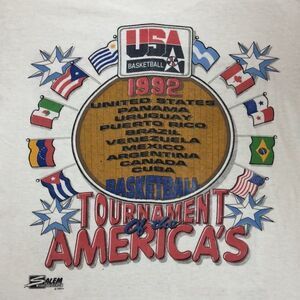 USA
BASKETBALL
1992
UNITED STATES
PANAMA
URUGUAY
PUERTO RICO
BRAZIL
VENEZUELA
MEXICO
ARGENTINA
CANADA
CUBA
BASKETBALL
TOURNAMENT
Of the
AMERICA'S
SALEM